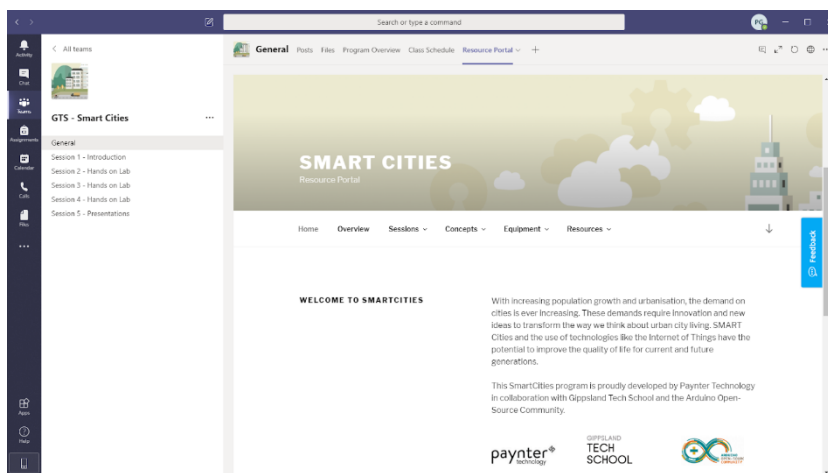 Search or type a command
PG
Activity
Chat
Teams
Assignments
Calendar
Calls
Files
Apps
Help
All teams
GTS - Smart Cities
General
Session 1 - Introduction
Session 2 - Hands on Lab
Session 3 - Hands on Lab
Session 4 - Hands on Lab
Session 5 - Presentations
General Posts Files Program Overview Class Schedule Resource Portal
SMART CITIES
Resource Portal
Home Overview Sessions Concepts Equipment Resources
Feedback
WELCOME TO SMARTCITIES
With increasing population growth and urbanisation, the demand on
cities is ever increasing. These demands require Innovation and new
ideas to transform the way we think about urban city living. SMART
Cities and the use of technologies like the Internet of Things have the
potential to improve the quality of life for current and future
generations.
This SmartCities program is proudly developed by Paynter Technology
in collaboration with Gippsland Tech School and the Arduino Open-
Source Community.
paynter
technology
GIPPSLAND
TECH
SCHOOL